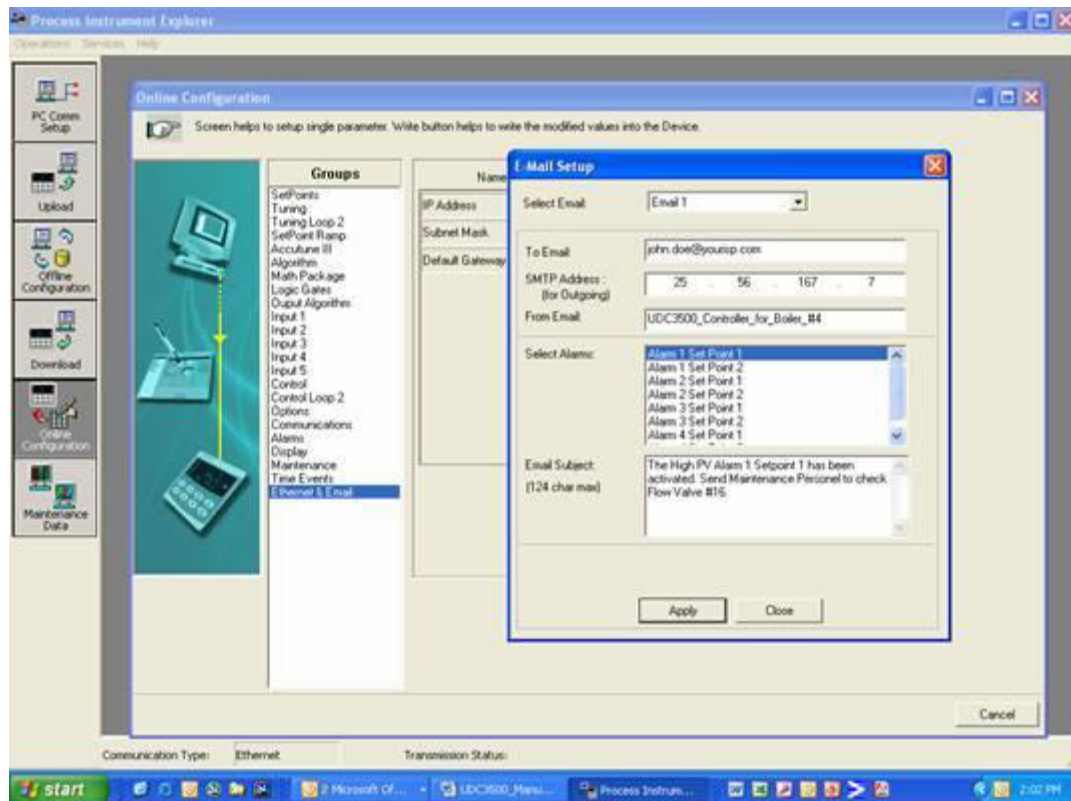 Process Instrument Explorer
Operations Services Help
PC Comm
Setup
Upload
Offline
Configuration
Download
Online
Configuration
Maintenance
Data
Online Configuration
Screen helps to setup single parameter. Write button helps to write the modified values into the Device.
Groups
SetPoints
Tuning
Tuning Loop 2
SetPoint Ramp
Accutune III
Algorithm
Math Package
Logic Gates
Ouput Algorithm
Input 1
Input 2
Input 3
Input 4
Input 5
Control
Control Loop 2
Options
Communications
Alarms
Display
Maintenance
Time Events
Ethernet & Email
Name
IP Address
Subnet Mask
Default Gateway
E-Mail Setup
Select Email: Email 1
To Email: john.doe@yourisp.com
SMTP Address : 25 . 56 . 167 . 7
(for Outgoing)
From Email: UDC3500_Controller_for_Boiler_#4
Select Alarms: Alarm 1 Set Point 1
Alarm 1 Set Point 2
Alarm 2 Set Point 1
Alarm 2 Set Point 2
Alarm 3 Set Point 1
Alarm 3 Set Point 2
Alarm 4 Set Point 1
Email Subject: The High PV Alarm 1 Setpoint 1 has been
(124 char max) activated. Send Maintenance Personel to check
Flow Valve #16.
Apply Close
Cancel
Communication Type: Ethernet Transmission Status:
start 2 Microsoft Of... UDC3500_Manu... Process Instrum... 2:02 PM